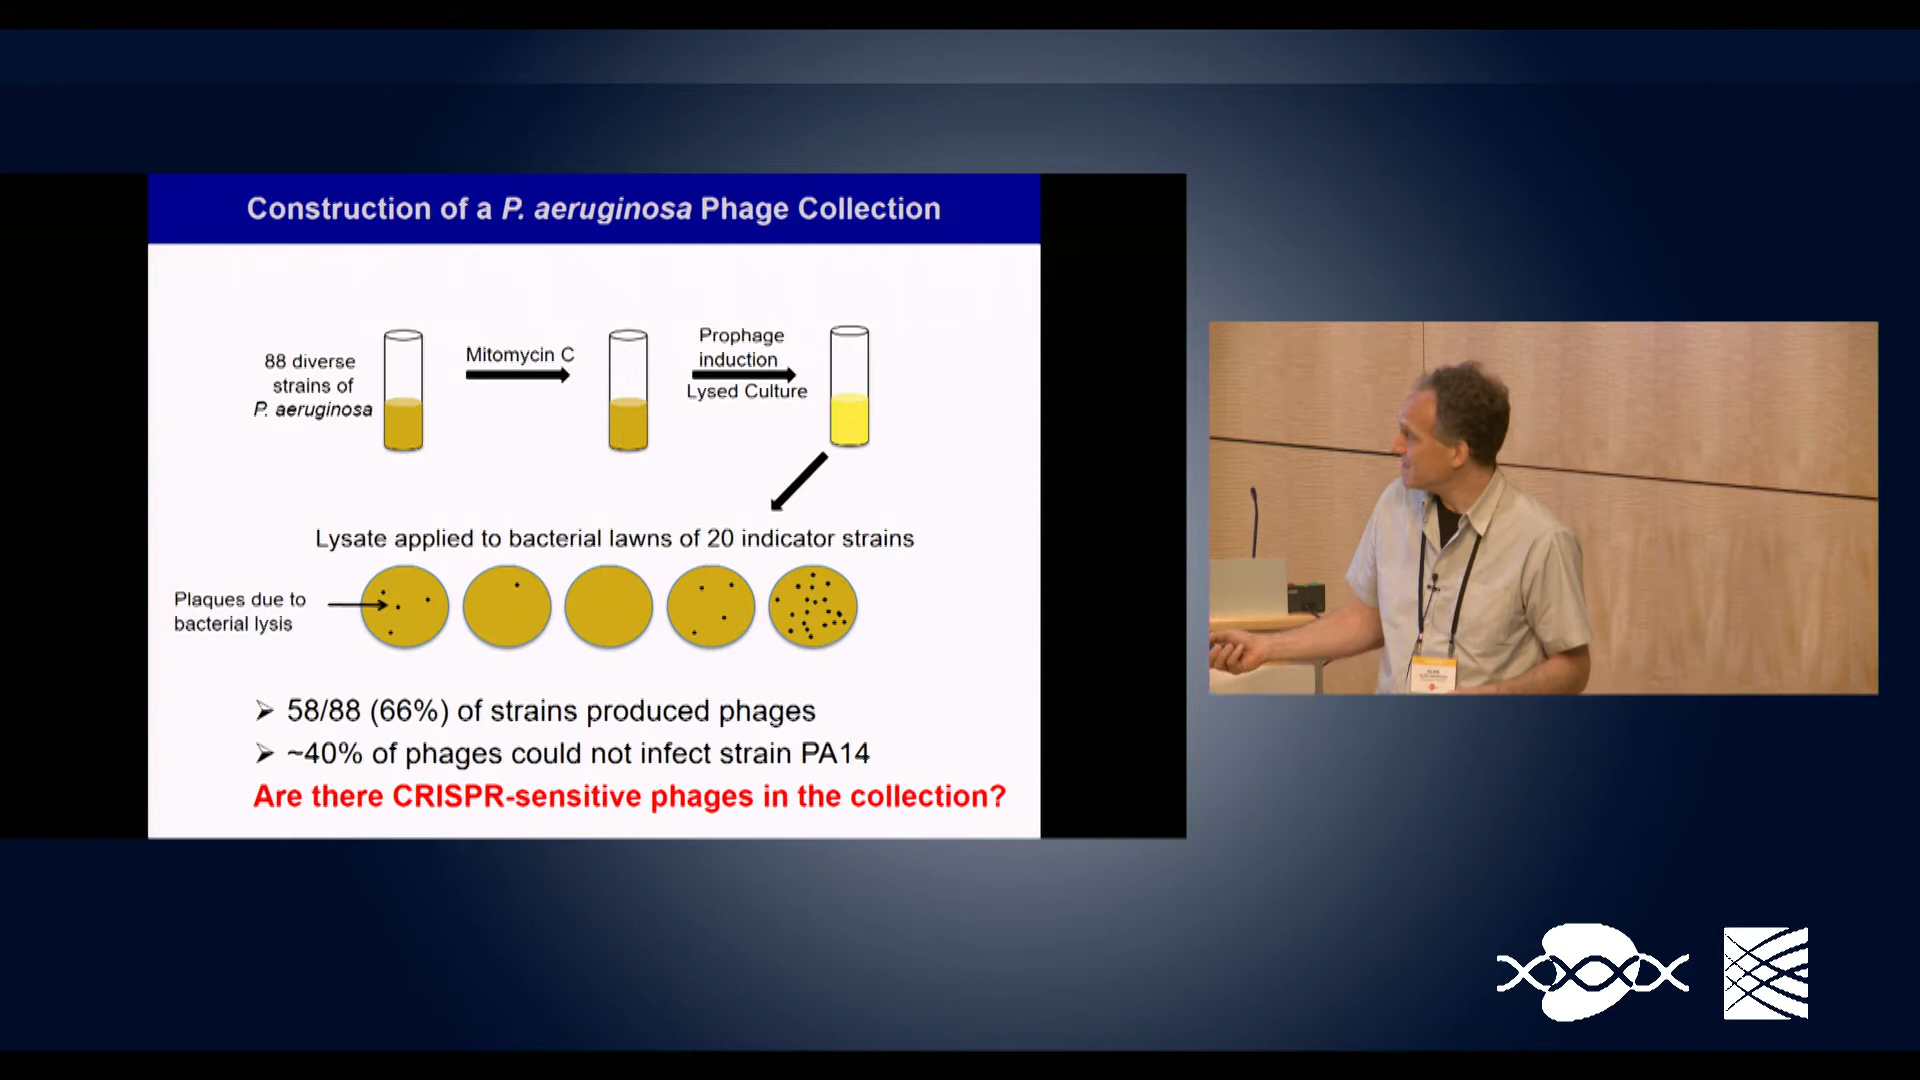 Construction of a P. aeruginosa Phage Collection
88 diverse
strains of
P. aeruginosa
Mitomycin C
Prophage
induction
Lysed Culture
Lysate applied to bacterial lawns of 20 indicator strains
Plaques due to
bacterial lysis
➢ 58/88 (66%) of strains produced phages
➢ ~40% of phages could not infect strain PA14
Are there CRISPR-sensitive phages in the collection?